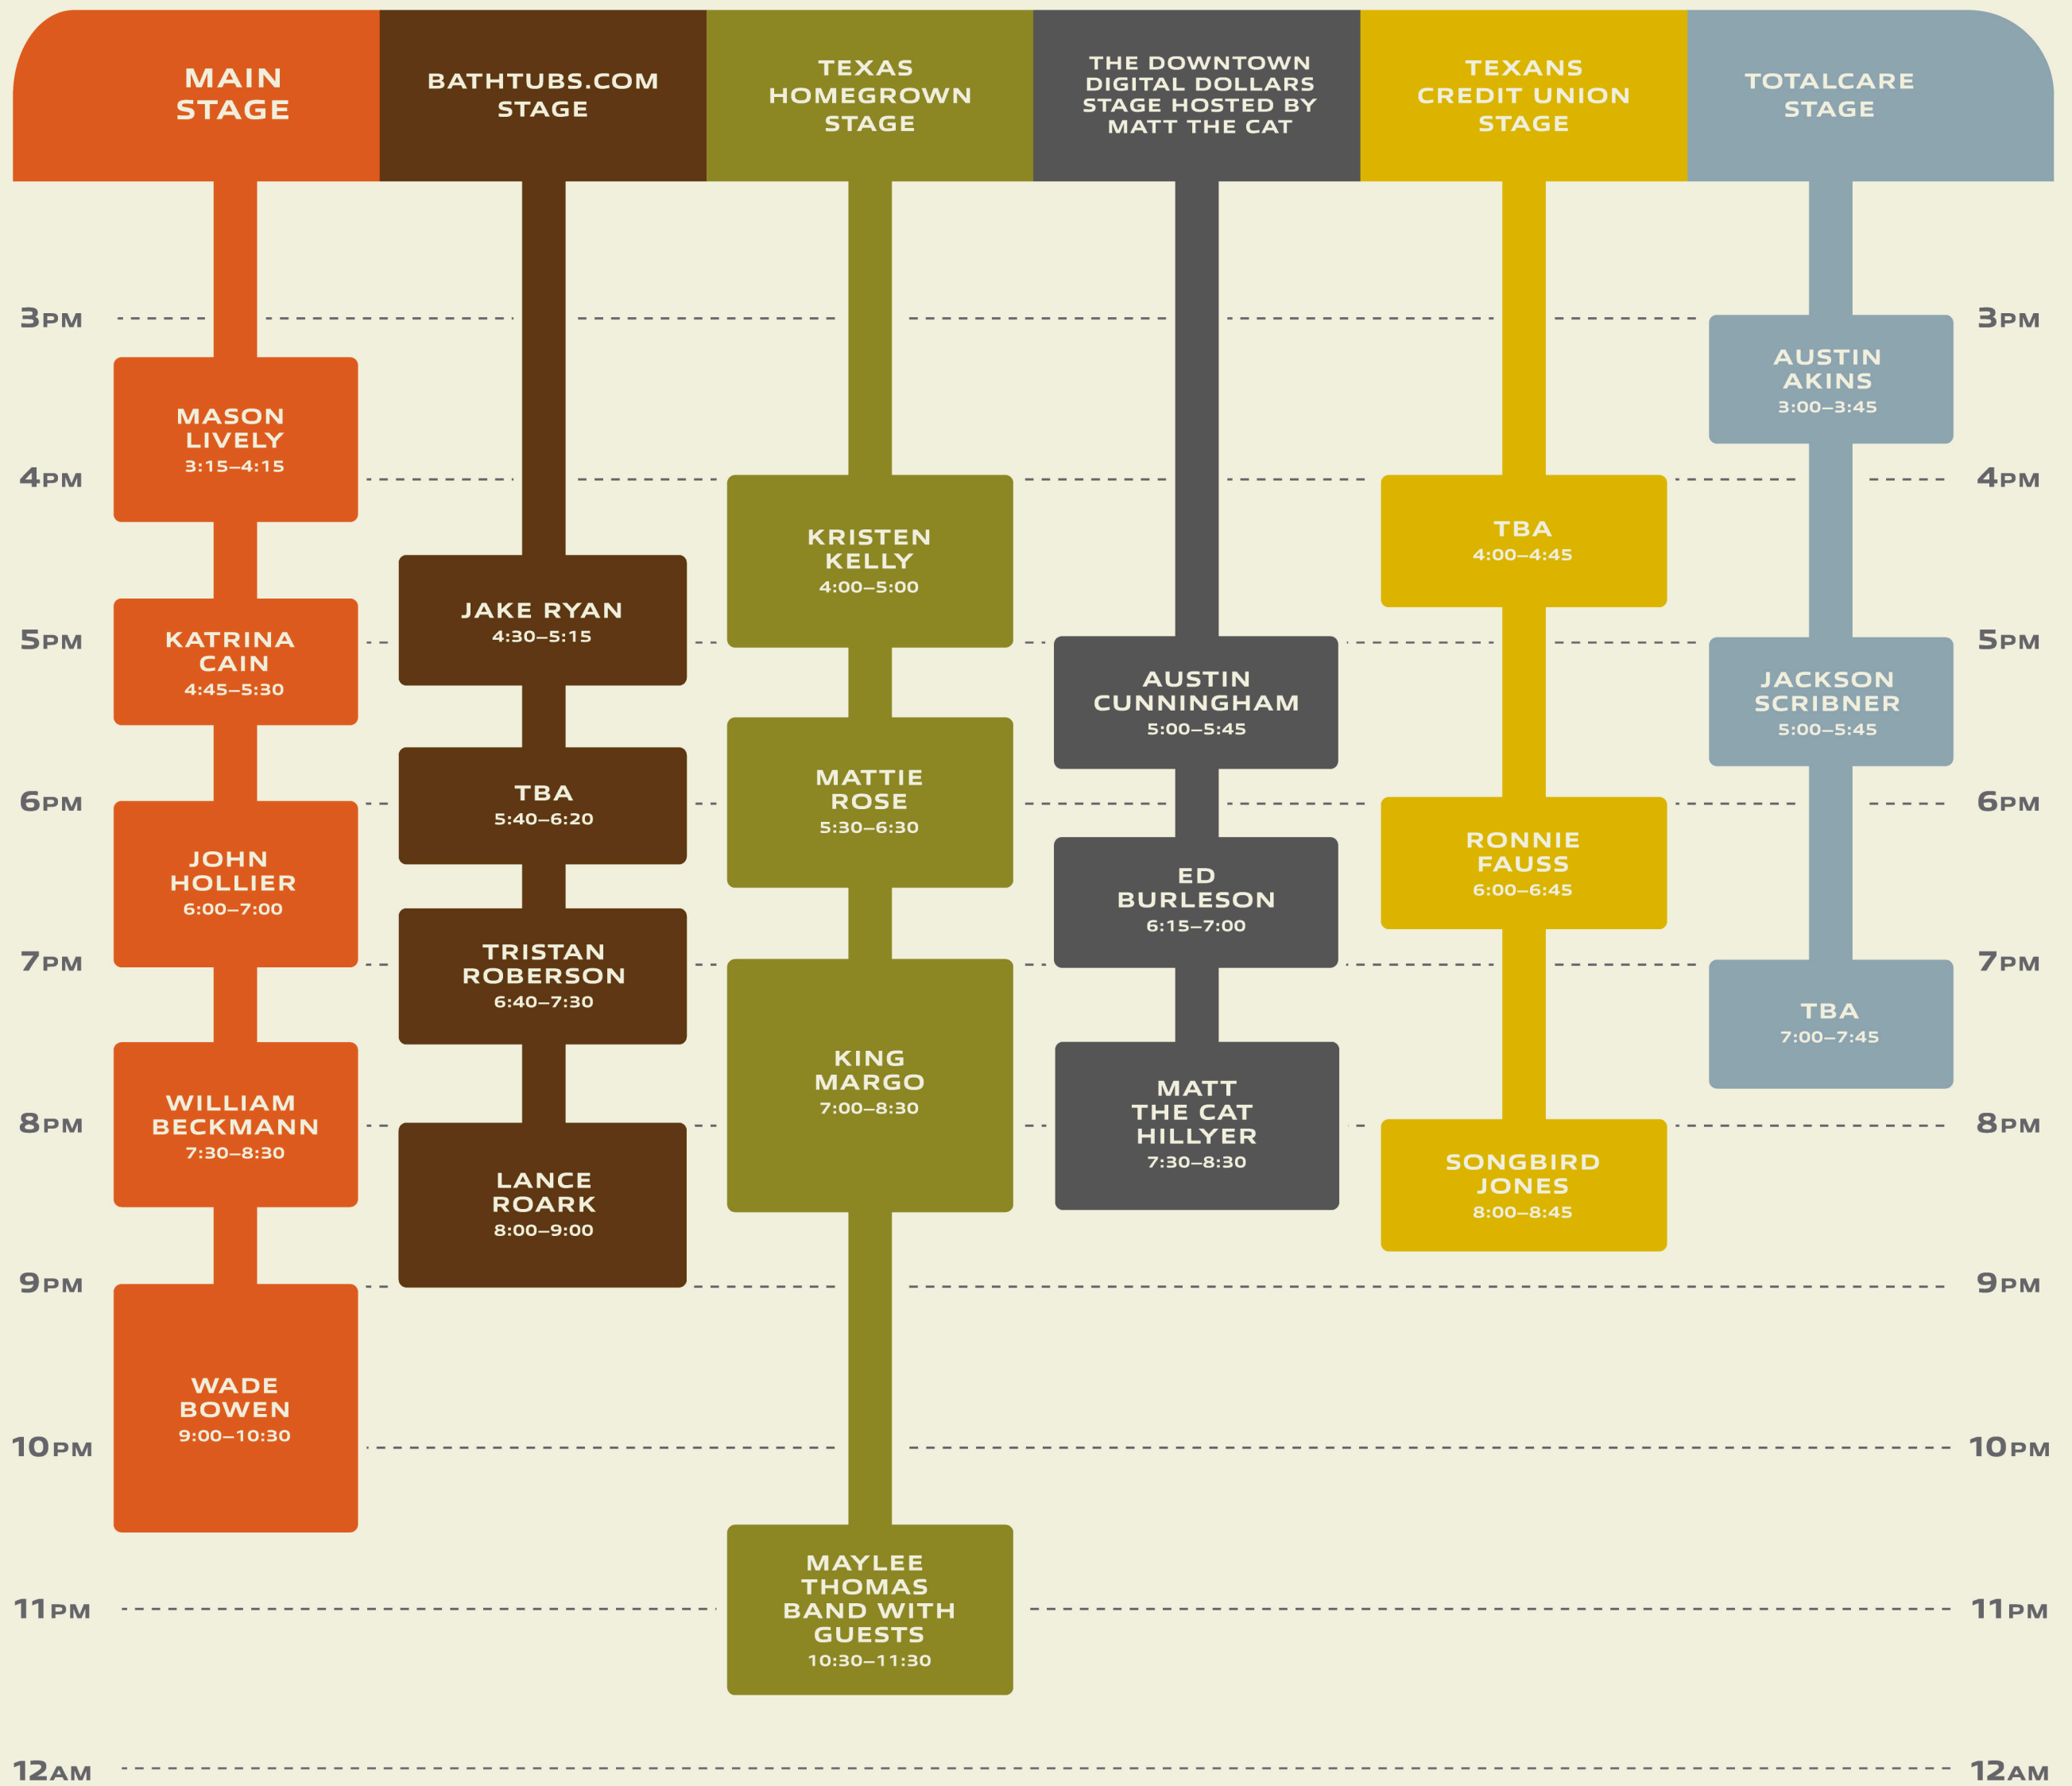 MAIN
STAGE
BATHTUBS.COM
STAGE
TEXAS
HOMEGROWN
STAGE
THE DOWNTOWN
DIGITAL DOLLARS
STAGE HOSTED BY
MATT THE CAT
TEXANS
CREDIT UNION
STAGE
TOTALCARE
STAGE
3PM
4PM
5PM
6PM
7PM
8PM
9PM
10PM
11PM
12AM
MASON
LIVELY
3:15–4:15
KATRINA
CAIN
4:45–5:30
JOHN
HOLLIER
6:00–7:00
WILLIAM
BECKMANN
7:30–8:30
WADE
BOWEN
9:00–10:30
JAKE RYAN
4:30–5:15
TBA
5:40–6:20
TRISTAN
ROBERSON
6:40–7:30
LANCE
ROARK
8:00–9:00
KRISTEN
KELLY
4:00–5:00
MATTIE
ROSE
5:30–6:30
KING
MARGO
7:00–8:30
MAYLEE
THOMAS
BAND WITH
GUESTS
10:30–11:30
AUSTIN
CUNNINGHAM
5:00–5:45
ED
BURLESON
6:15–7:00
MATT
THE CAT
HILLYER
7:30–8:30
TBA
4:00–4:45
RONNIE
FAUSS
6:00–6:45
SONGBIRD
JONES
8:00–8:45
AUSTIN
AKINS
3:00–3:45
JACKSON
SCRIBNER
5:00–5:45
TBA
7:00–7:45
3PM
4PM
5PM
6PM
7PM
8PM
9PM
10PM
11PM
12AM